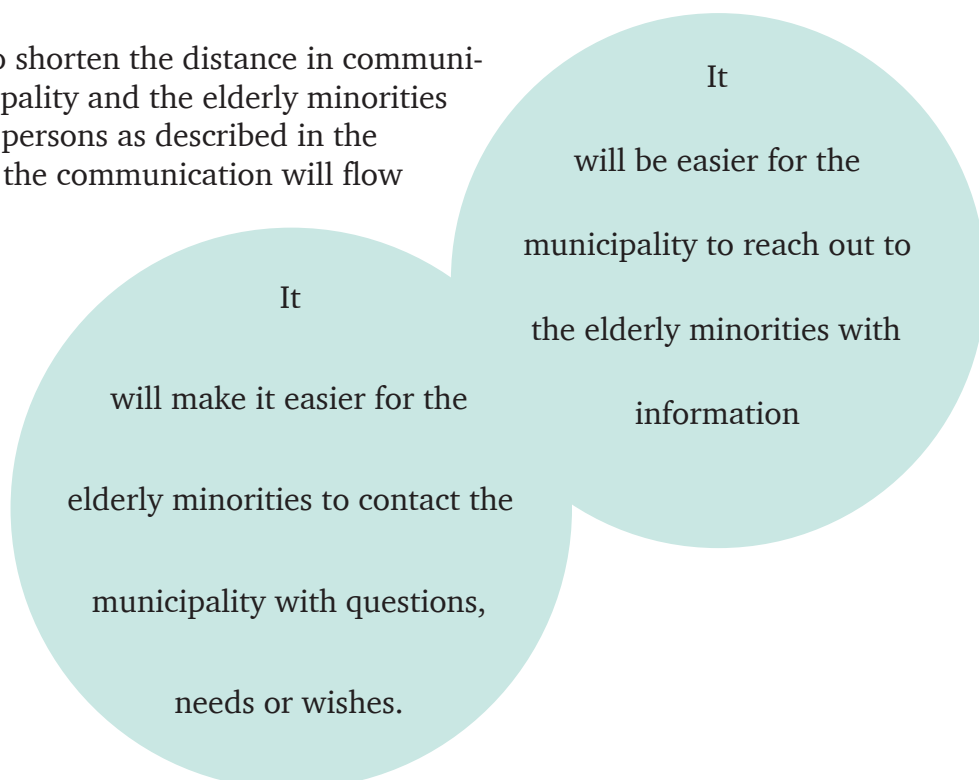 o shorten the distance in communi-
pality and the elderly minorities
persons as described in the
the communication will flow
It
will make it easier for the
elderly minorities to contact the
municipality with questions,
needs or wishes.
It
will be easier for the
municipality to reach out to
the elderly minorities with
information